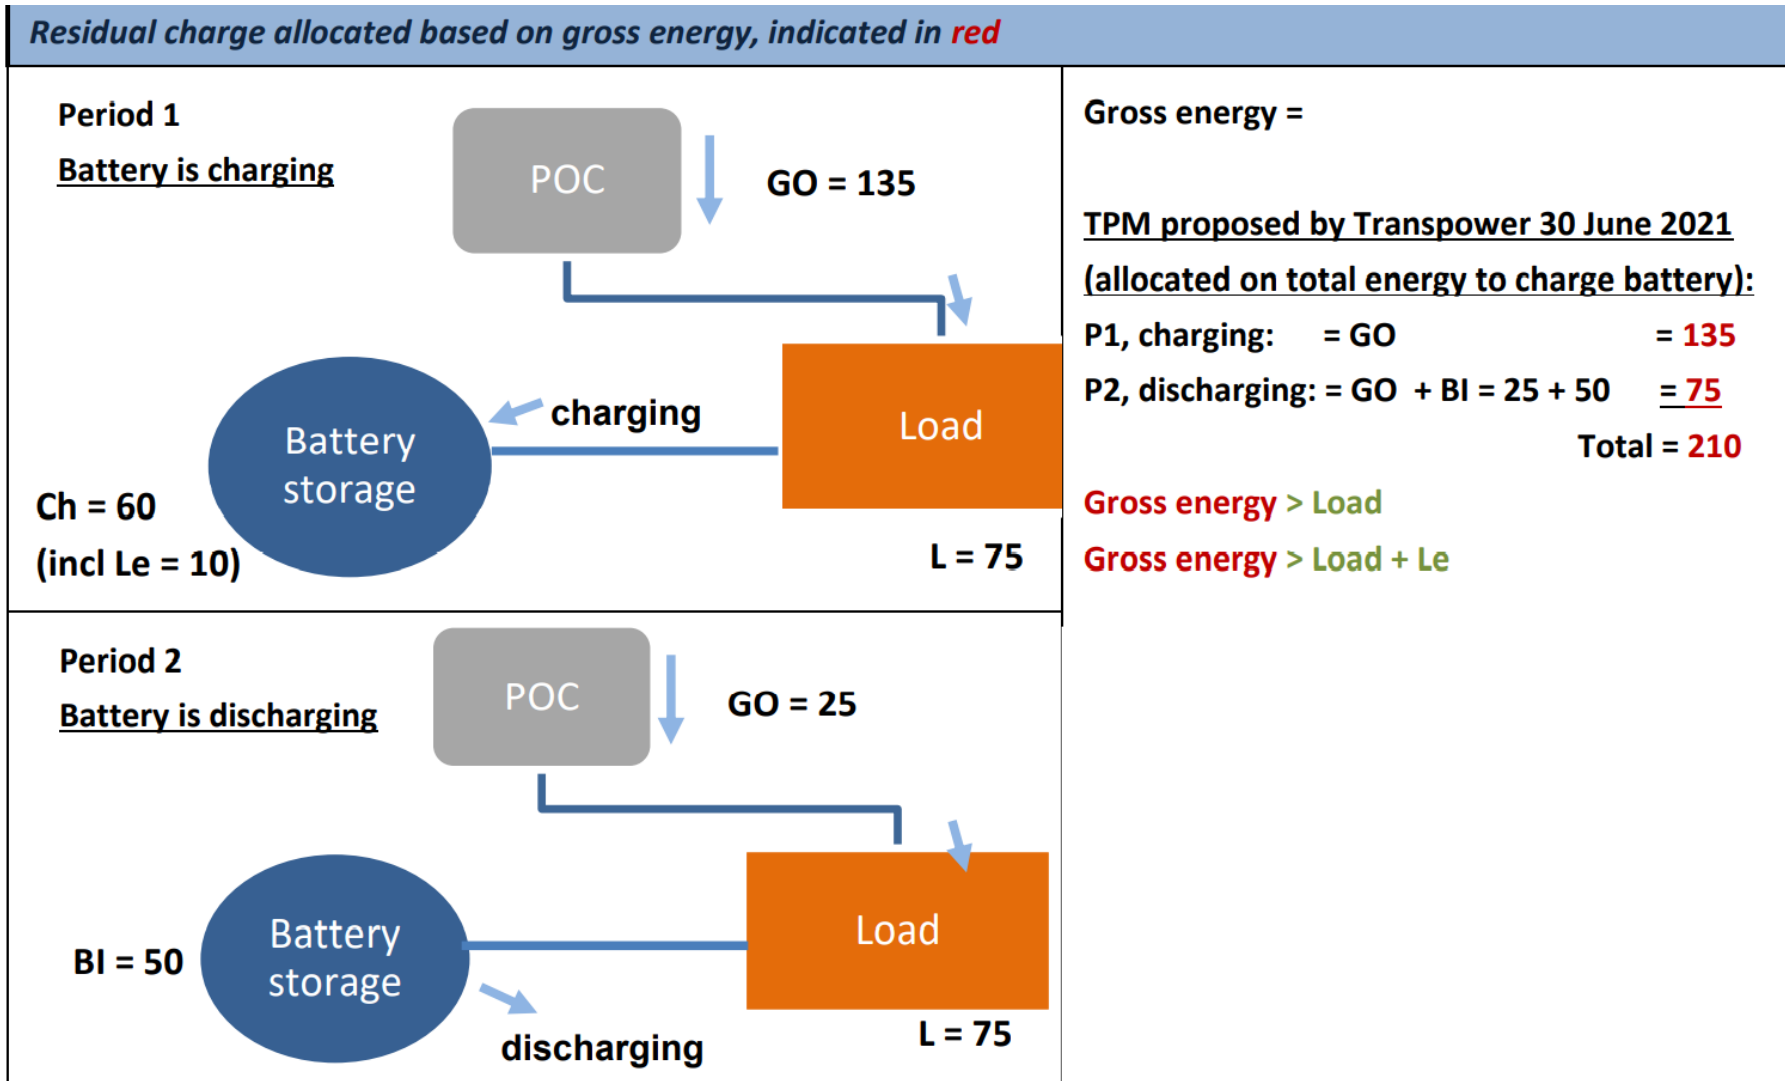 Residual charge allocated based on gross energy, indicated in red
Period 1
Battery is charging
POC
GO = 135
charging
Battery
storage
Load
Ch = 60
(incl Le = 10)
L = 75
Gross energy =
TPM proposed by Transpower 30 June 2021
(allocated on total energy to charge battery):
P1, charging: = GO = 135
P2, discharging: = GO + BI = 25 + 50 = 75
Total = 210
Gross energy > Load
Gross energy > Load + Le
Period 2
Battery is discharging
POC
GO = 25
Battery
storage
Load
BI = 50
discharging
L = 75